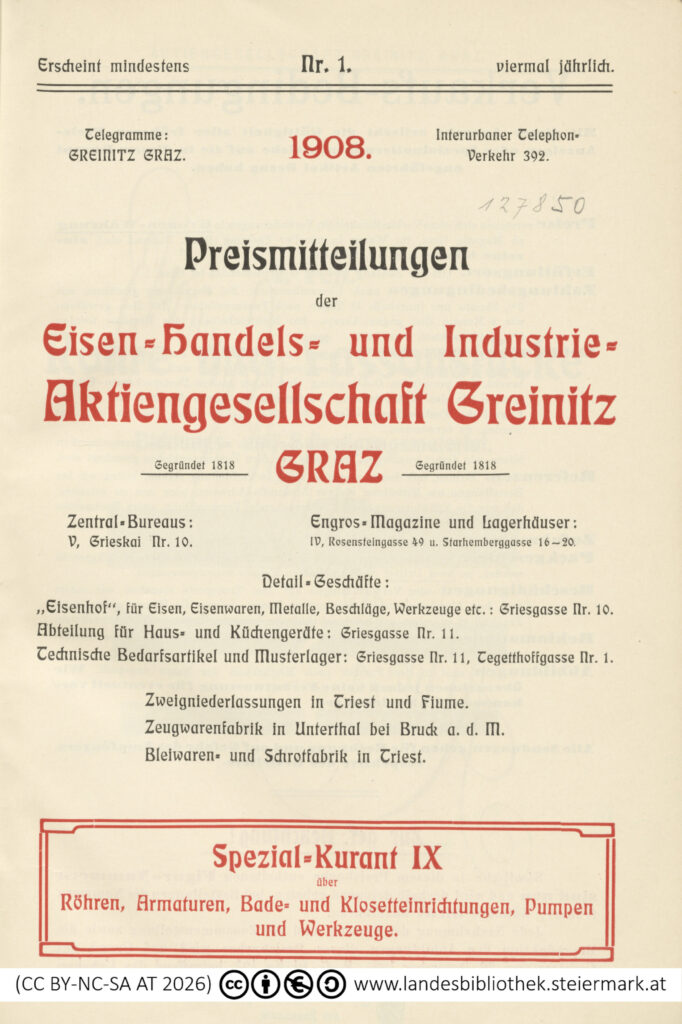 Erscheint mindestens Nr. 1. viermal jährlich.
Telegramme: 1908. Interurbaner Telephon-
GREINITZ GRAZ. Verkehr 392.
127850
Preismitteilungen
der
Eisen-Handels- und Industrie-
Aktiengesellschaft Greinitz
Gegründet 1818 GRAZ Gegründet 1818
Zentral-Bureaus: Engros-Magazine und Lagerhäuser:
V, Grieskai Nr. 10. IV, Rosensteingasse 49 u. Starhemberggasse 16—20.
Detail-Geschäfte:
„Eisenhof“, für Eisen, Eisenwaren, Metalle, Beschläge, Werkzeuge etc.: Griesgasse Nr. 10.
Abteilung für Haus- und Küchengeräte: Griesgasse Nr. 11.
Technische Bedarfsartikel und Musterlager: Griesgasse Nr. 11, Tegetthoffgasse Nr. 1.
Zweigniederlassungen in Triest und Fiume.
Zeugwarenfabrik in Unterthal bei Bruck a. d. M.
Bleiwaren- und Schrotfabrik in Triest.
Spezial-Kurant IX
über
Röhren, Armaturen, Bade- und Klosetteinrichtungen, Pumpen
und Werkzeuge.
(CC BY-NC-SA AT 2026) www.landesbibliothek.steiermark.at